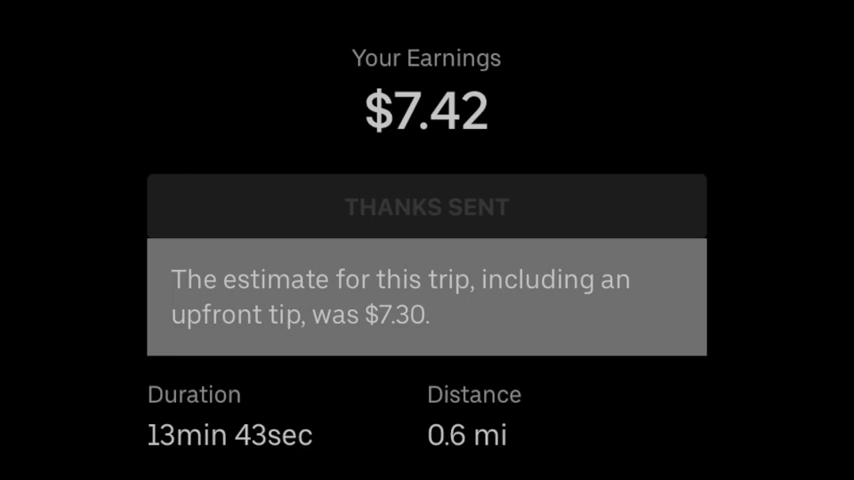 Your Earnings
$7.42
THANKS SENT
The estimate for this trip, including an
upfront tip, was $7.30.
Duration
Distance
13min 43sec
0.6 mi